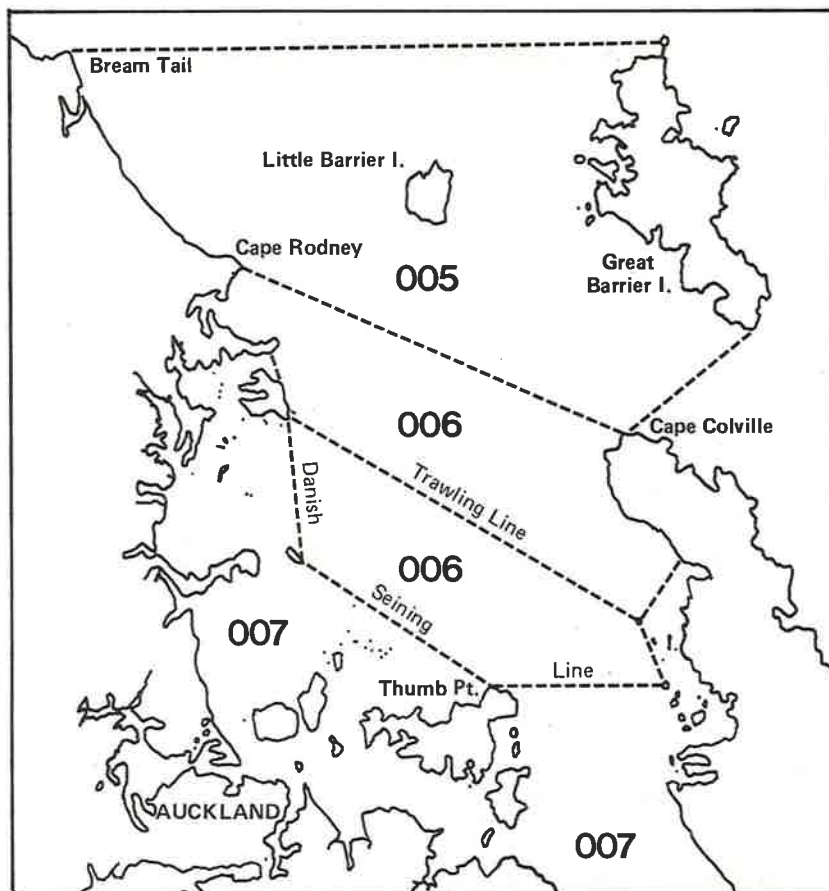 Bream Tail
Little Barrier I.
Cape Rodney
005
Great
Barrier I.
006
Cape Colville
Danish
Trawling Line
006
Seining
007
Line
Thumb Pt.
AUCKLAND
007